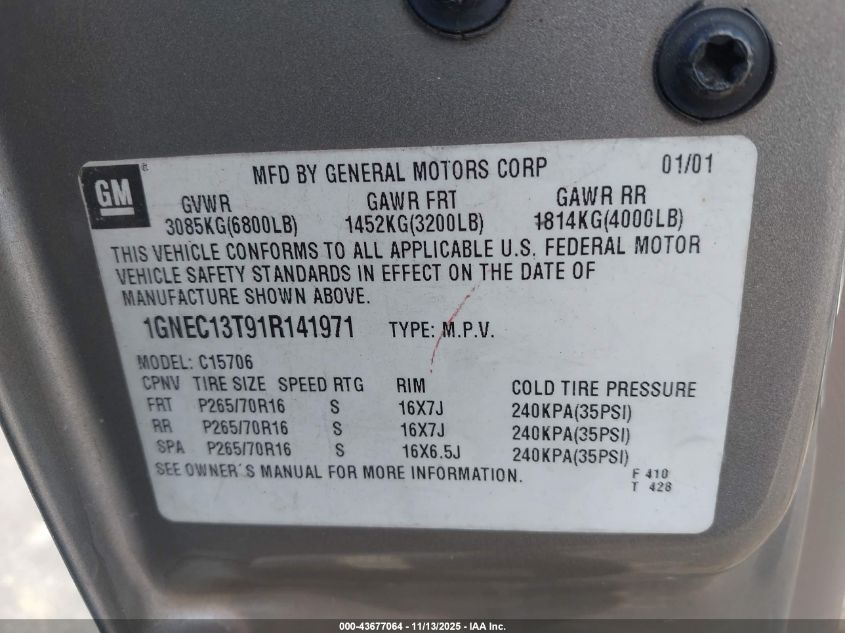 GM
®
MFD BY GENERAL MOTORS CORP 01/01
GVWR GAWR FRT GAWR RR
3085KG(6800LB) 1452KG(3200LB) 1814KG(4000LB)
THIS VEHICLE CONFORMS TO ALL APPLICABLE U.S. FEDERAL MOTOR
VEHICLE SAFETY STANDARDS IN EFFECT ON THE DATE OF
MANUFACTURE SHOWN ABOVE.
1GNEC13T91R141971 TYPE: M.P.V.
MODEL: C15706
CPNV TIRE SIZE SPEED RTG RIM COLD TIRE PRESSURE
FRT P265/70R16 S 16X7J 240KPA(35PSI)
RR P265/70R16 S 16X7J 240KPA(35PSI)
SPA P265/70R16 S 16X6.5J 240KPA(35PSI)
SEE OWNER'S MANUAL FOR MORE INFORMATION.
F 410
T 428
000-43677064 | 11/13/2025 - IAA Inc.